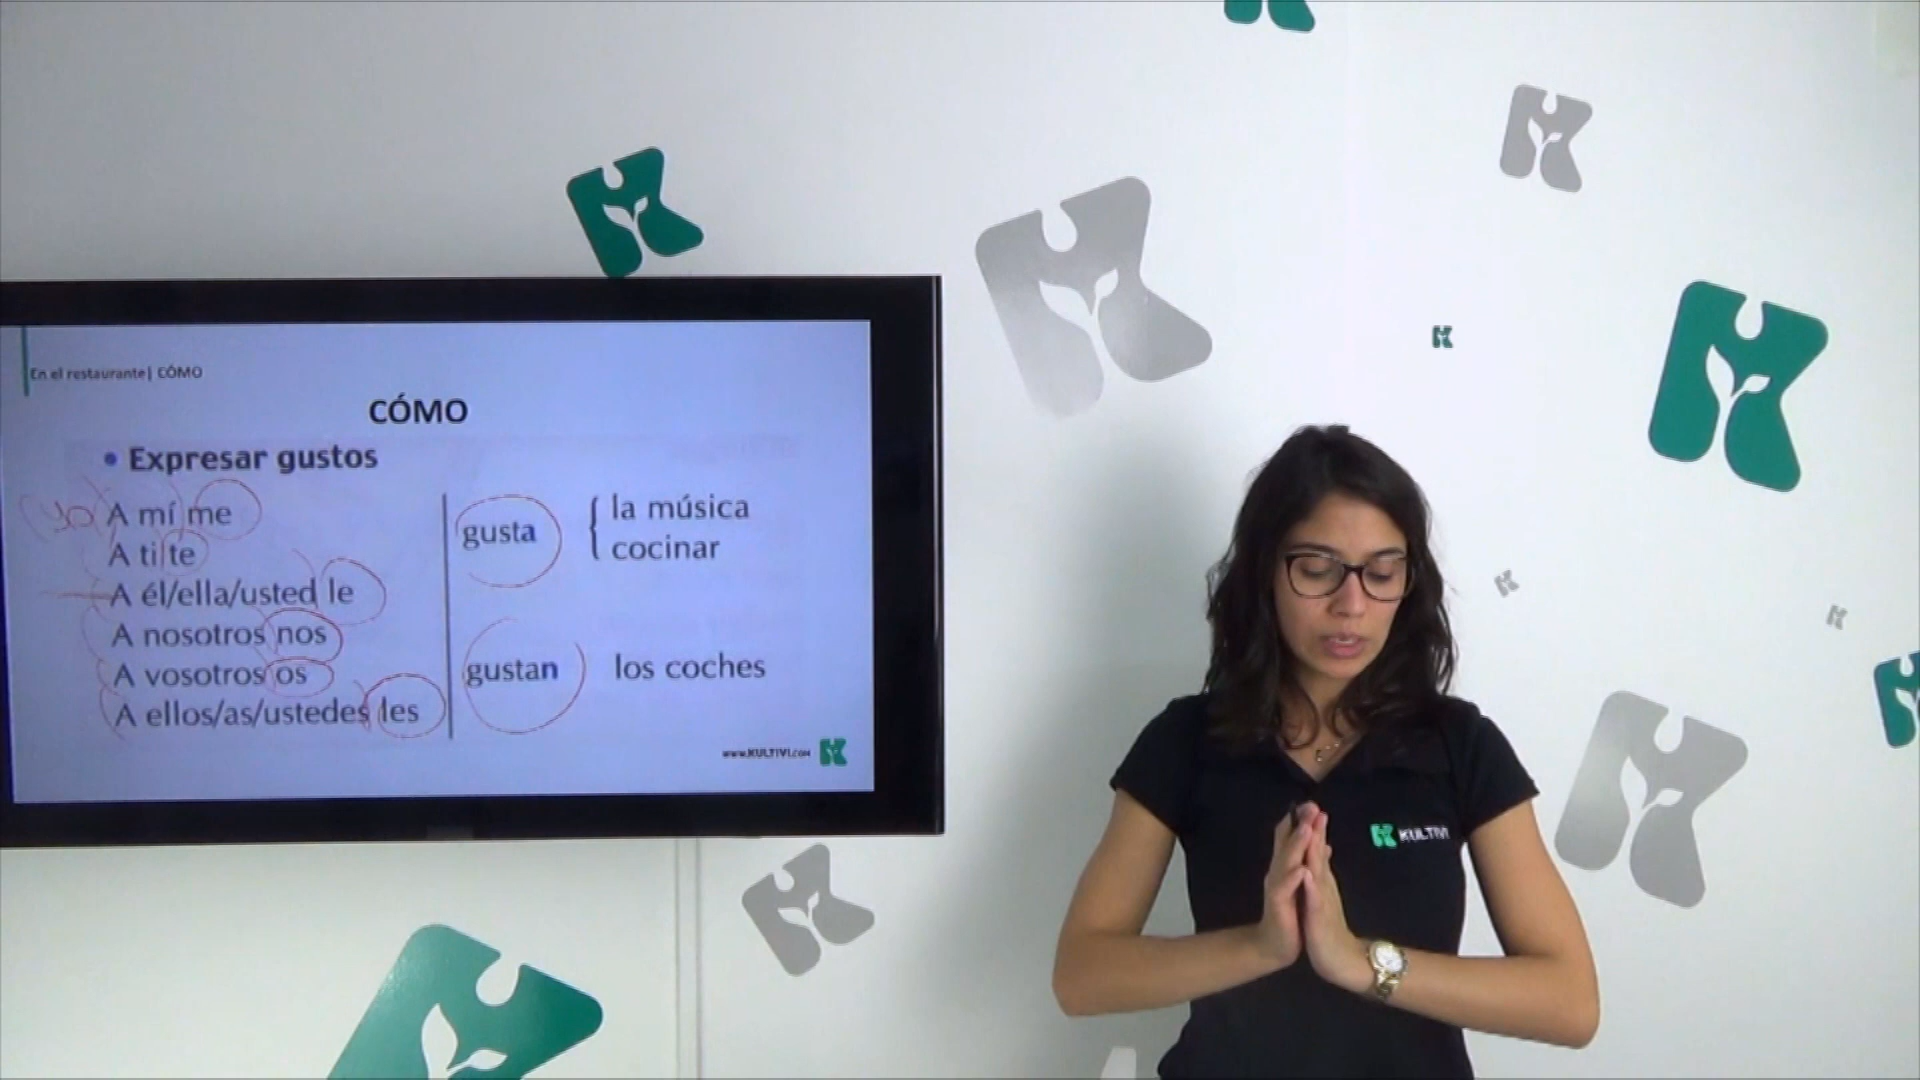 En el restaurante| CÓMO
CÓMO
• Expresar gustos
yo A mí me
A ti te
A él/ella/usted le
A nosotros nos
A vosotros os
A ellos/as/ustedes les
gusta
la música
cocinar
gustan
los coches
www.KULTIVI.com
KULTIVI